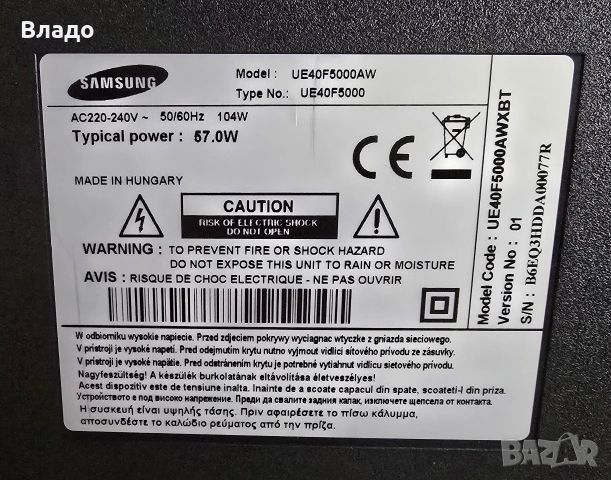 Владо
SAMSUNG
Model : UE40F5000AW
Type No.: UE40F5000
AC220-240V ~ 50/60Hz 104W
Typical power : 57.0W
MADE IN HUNGARY
CAUTION
RISK OF ELECTRIC SHOCK
DO NOT OPEN
WARNING : TO PREVENT FIRE OR SHOCK HAZARD
DO NOT EXPOSE THIS UNIT TO RAIN OR MOISTURE
AVIS : RISQUE DE CHOC ELECTRIQUE - NE PAS OUVRIR
W odbiorniku wysokie napiecie. Przed zdjeciem pokrywy wyciagnac wtyczke z gniazda sieciowego.
V pristroji je vysoké napetí. Pred odejmutím krytu nutno vyjmout vidlici sítového prívodu ze zásuvky.
V prístroji je vysoké napätie. Pred odstránením krytu je potrebné vytiahnut vidlicu sietového prívodu zo zásuvky.
Nagyfeszültség! A készülék burkolatának eltávolítása életveszélyes!
Acest dispozitiv este de tensiune inalta. Inainte de a scoate capacul din spate, scoateti-l din priza.
Устройството е под високо напрежение. Преди да свалите задния капак, изключете щепсела от контакта.
Η συσκευή είναι υψηλής τάσης. Πριν αφαιρέσετε το πίσω κάλυμμα,
αποσυνδέστε το καλώδιο ρεύματος από την πρίζα.
CE
Model Code : UE40F5000AWXBT
Version No : 01
S/N : B6EQ3HDDA00077R
BAZAR